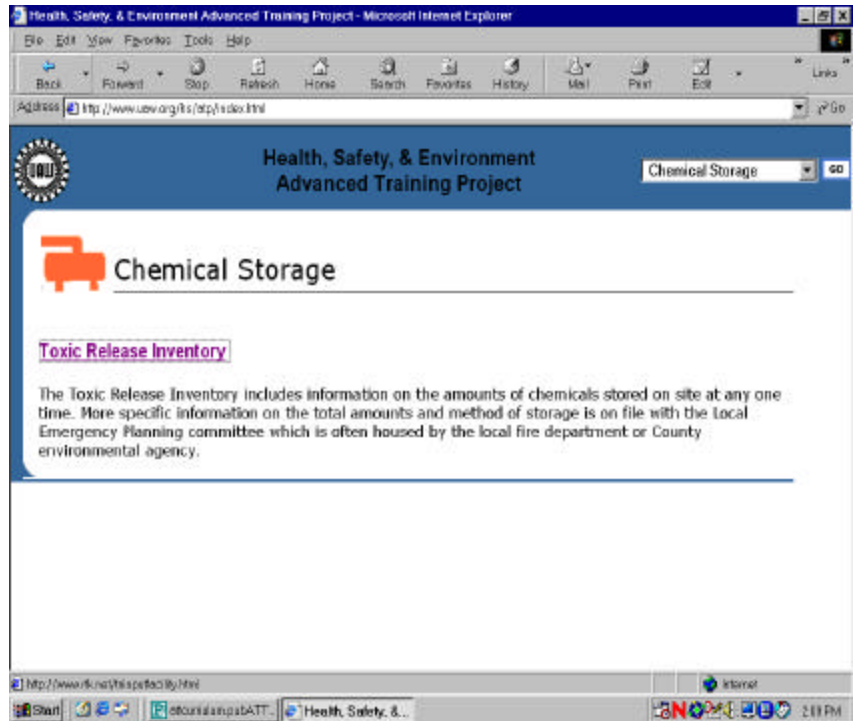 Health, Safety, & Environment Advanced Training Project - Microsoft Internet Explorer
File Edit View Favorites Tools Help
Back Forward Stop Refresh Home Search Favorites History Mail Print Edit Links
Address http://www.uaw.org/hs/atp/index.html Go
UAW
Health, Safety, & Environment
Advanced Training Project
Chemical Storage GO
Chemical Storage
Toxic Release Inventory
The Toxic Release Inventory includes information on the amounts of chemicals stored on site at any one
time. More specific information on the total amounts and method of storage is on file with the Local
Emergency Planning committee which is often housed by the local fire department or County
environmental agency.
Internet
Start Health, Safety, &...